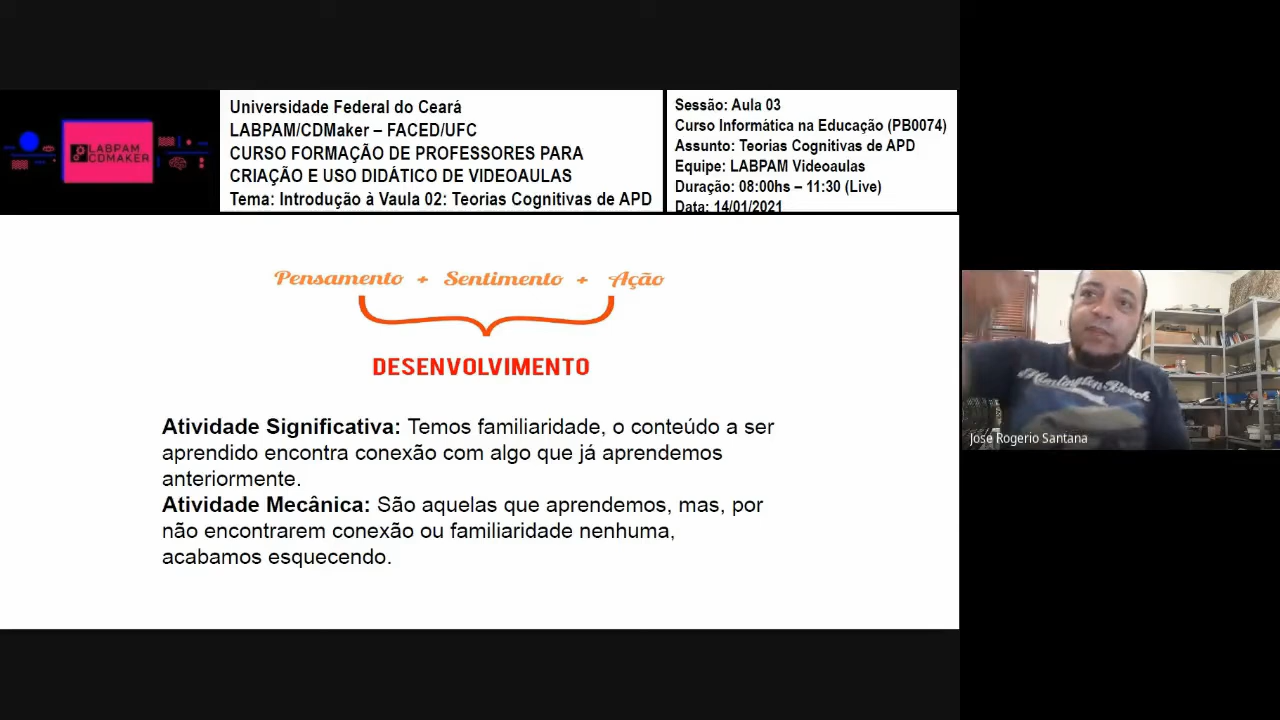 LABPAM
CDMAKER
Universidade Federal do Ceará
LABPAM/CDMaker – FACED/UFC
CURSO FORMAÇÃO DE PROFESSORES PARA
CRIAÇÃO E USO DIDÁTICO DE VIDEOAULAS
Tema: Introdução à Vaula 02: Teorias Cognitivas de APD
Sessão: Aula 03
Curso Informática na Educação (PB0074)
Assunto: Teorias Cognitivas de APD
Equipe: LABPAM Videoaulas
Duração: 08:00hs – 11:30 (Live)
Data: 14/01/2021
Pensamento + Sentimento + Ação
DESENVOLVIMENTO
Atividade Significativa: Temos familiaridade, o conteúdo a ser
aprendido encontra conexão com algo que já aprendemos
anteriormente.
Atividade Mecânica: São aquelas que aprendemos, mas, por
não encontrarem conexão ou familiaridade nenhuma,
acabamos esquecendo.
Huntington Beach
José Rogerio Santana